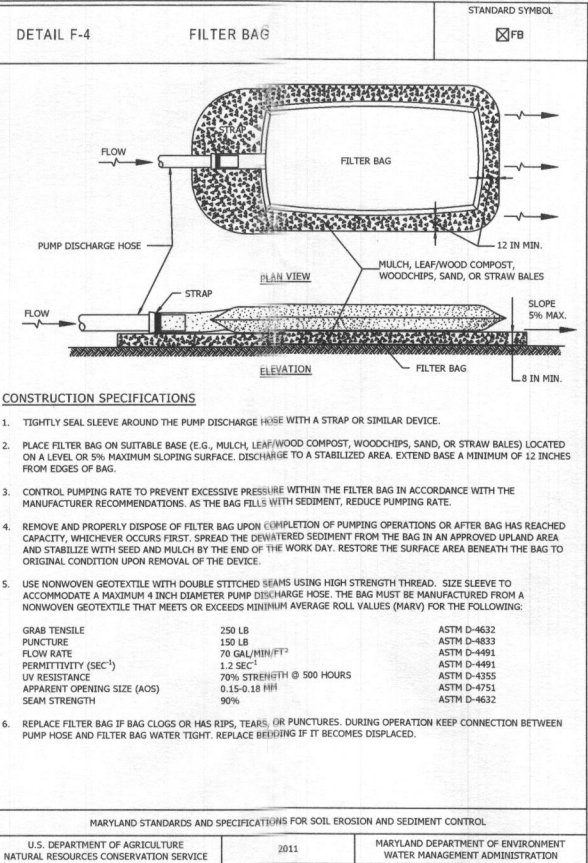 STANDARD SYMBOL
DETAIL F-4 FILTER BAG
FB
STRAP
FLOW
FILTER BAG
PUMP DISCHARGE HOSE
12 IN MIN.
PLAN VIEW
MULCH, LEAF/WOOD COMPOST,
WOODCHIPS, SAND, OR STRAW BALES
STRAP
SLOPE
5% MAX.
FLOW
ELEVATION
FILTER BAG
8 IN MIN.
CONSTRUCTION SPECIFICATIONS
1. TIGHTLY SEAL SLEEVE AROUND THE PUMP DISCHARGE HOSE WITH A STRAP OR SIMILAR DEVICE.
2. PLACE FILTER BAG ON SUITABLE BASE (E.G., MULCH, LEAF/WOOD COMPOST, WOODCHIPS, SAND, OR STRAW BALES) LOCATED
ON A LEVEL OR 5% MAXIMUM SLOPING SURFACE. DISCHARGE TO A STABILIZED AREA. EXTEND BASE A MINIMUM OF 12 INCHES
FROM EDGES OF BAG.
3. CONTROL PUMPING RATE TO PREVENT EXCESSIVE PRESSURE WITHIN THE FILTER BAG IN ACCORDANCE WITH THE
MANUFACTURER RECOMMENDATIONS. AS THE BAG FILLS WITH SEDIMENT, REDUCE PUMPING RATE.
4. REMOVE AND PROPERLY DISPOSE OF FILTER BAG UPON COMPLETION OF PUMPING OPERATIONS OR AFTER BAG HAS REACHED
CAPACITY, WHICHEVER OCCURS FIRST. SPREAD THE DEWATERED SEDIMENT FROM THE BAG IN AN APPROVED UPLAND AREA
AND STABILIZE WITH SEED AND MULCH BY THE END OF THE WORK DAY. RESTORE THE SURFACE AREA BENEATH THE BAG TO
ORIGINAL CONDITION UPON REMOVAL OF THE DEVICE.
5. USE NONWOVEN GEOTEXTILE WITH DOUBLE STITCHED SEAMS USING HIGH STRENGTH THREAD. SIZE SLEEVE TO
ACCOMMODATE A MAXIMUM 4 INCH DIAMETER PUMP DISCHARGE HOSE. THE BAG MUST BE MANUFACTURED FROM A
NONWOVEN GEOTEXTILE THAT MEETS OR EXCEEDS MINIMUM AVERAGE ROLL VALUES (MARV) FOR THE FOLLOWING:
GRAB TENSILE 250 LB ASTM D-4632
PUNCTURE 150 LB ASTM D-4833
FLOW RATE 70 GAL/MIN/FT² ASTM D-4491
PERMITTIVITY (SEC⁻¹) 1.2 SEC⁻¹ ASTM D-4491
UV RESISTANCE 70% STRENGTH @ 500 HOURS ASTM D-4355
APPARENT OPENING SIZE (AOS) 0.15-0.18 MM ASTM D-4751
SEAM STRENGTH 90% ASTM D-4632
6. REPLACE FILTER BAG IF BAG CLOGS OR HAS RIPS, TEARS, OR PUNCTURES. DURING OPERATION KEEP CONNECTION BETWEEN
PUMP HOSE AND FILTER BAG WATER TIGHT. REPLACE BEDDING IF IT BECOMES DISPLACED.
MARYLAND STANDARDS AND SPECIFICATIONS FOR SOIL EROSION AND SEDIMENT CONTROL
U.S. DEPARTMENT OF AGRICULTURE
NATURAL RESOURCES CONSERVATION SERVICE
2011
MARYLAND DEPARTMENT OF ENVIRONMENT
WATER MANAGEMENT ADMINISTRATION